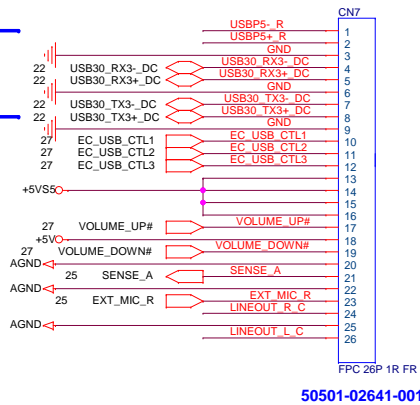 CN7
USBP5-_R 1
USBP5+_R 2
GND 3
22 USB30_RX3-_DC USB30_RX3-_DC 4
22 USB30_RX3+_DC USB30_RX3+_DC 5
GND 6
22 USB30_TX3-_DC USB30_TX3-_DC 7
22 USB30_TX3+_DC USB30_TX3+_DC 8
GND 9
27 EC_USB_CTL1 EC_USB_CTL1 10
27 EC_USB_CTL2 EC_USB_CTL2 11
27 EC_USB_CTL3 EC_USB_CTL3 12
13
+5VS5 14
15
16
27 VOLUME_UP# VOLUME_UP# 17
+5V 18
27 VOLUME_DOWN# VOLUME_DOWN# 19
AGND 20
25 SENSE_A SENSE_A 21
AGND 22
25 EXT_MIC_R EXT_MIC_R 23
LINEOUT_R_C 24
AGND 25
LINEOUT_L_C 26
FPC 26P 1R FR
50501-02641-001